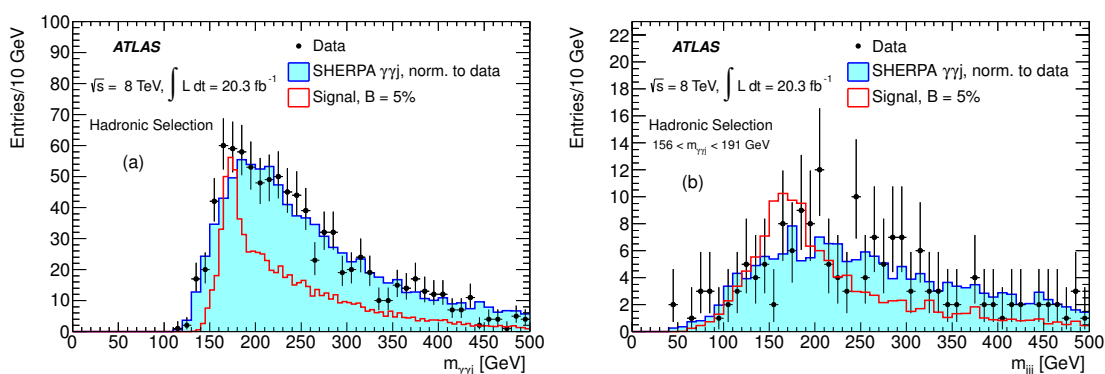 Entries/10 GeV
100
90
80
70
60
50
40
30
20
10
0
ATLAS
√s = 8 TeV, ∫ L dt = 20.3 fb⁻¹
Hadronic Selection
(a)
Data
SHERPA γγj, norm. to data
Signal, B = 5%
0 50 100 150 200 250 300 350 400 450 500
m_γγj [GeV]
Entries/10 GeV
22
20
18
16
14
12
10
8
6
4
2
0
ATLAS
√s = 8 TeV, ∫ L dt = 20.3 fb⁻¹
Hadronic Selection
156 < m_γγj < 191 GeV
(b)
Data
SHERPA γγj, norm. to data
Signal, B = 5%
0 50 100 150 200 250 300 350 400 450 500
m_jjj [GeV]